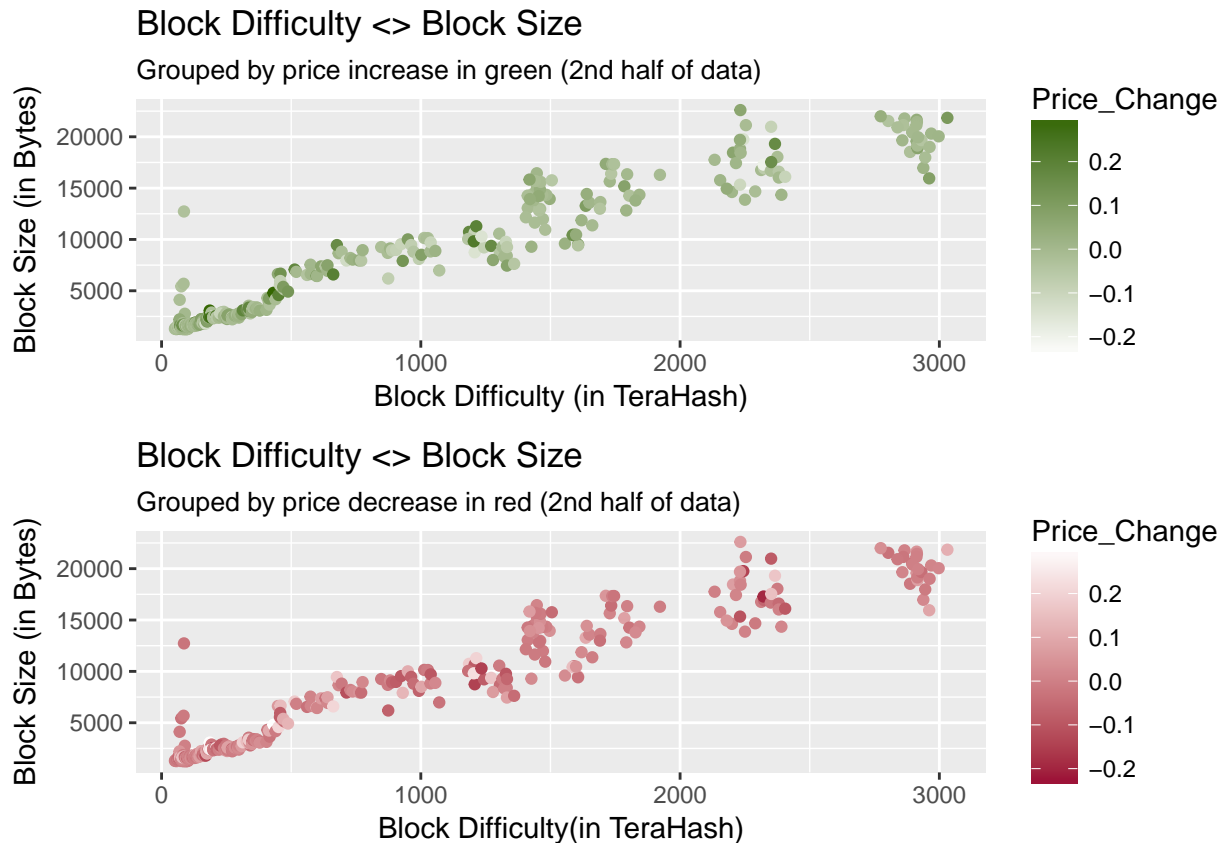 Block Difficulty <> Block Size
Grouped by price increase in green (2nd half of data)
Block Size (in Bytes)
20000
15000
10000
5000
0
1000
2000
3000
Block Difficulty (in TeraHash)
Price_Change
0.2
0.1
0.0
−0.1
−0.2
Block Difficulty <> Block Size
Grouped by price decrease in red (2nd half of data)
Block Size (in Bytes)
20000
15000
10000
5000
0
1000
2000
3000
Block Difficulty(in TeraHash)
Price_Change
0.2
0.1
0.0
−0.1
−0.2